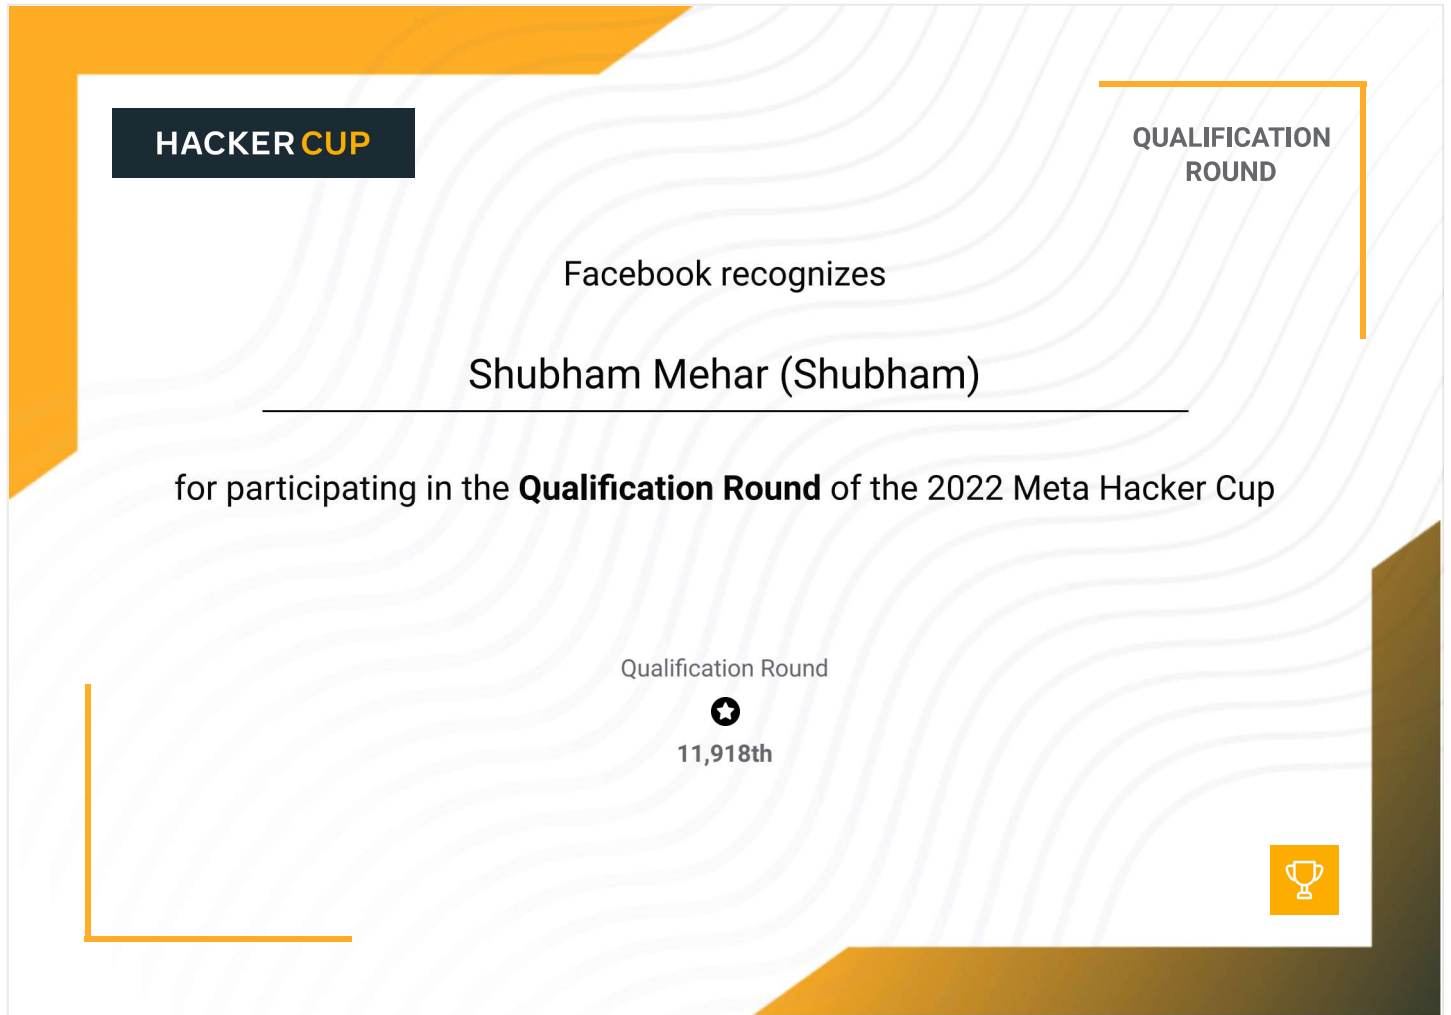 HACKER CUP
QUALIFICATION
ROUND
Facebook recognizes
Shubham Mehar (Shubham)
for participating in the Qualification Round of the 2022 Meta Hacker Cup
Qualification Round
11,918th